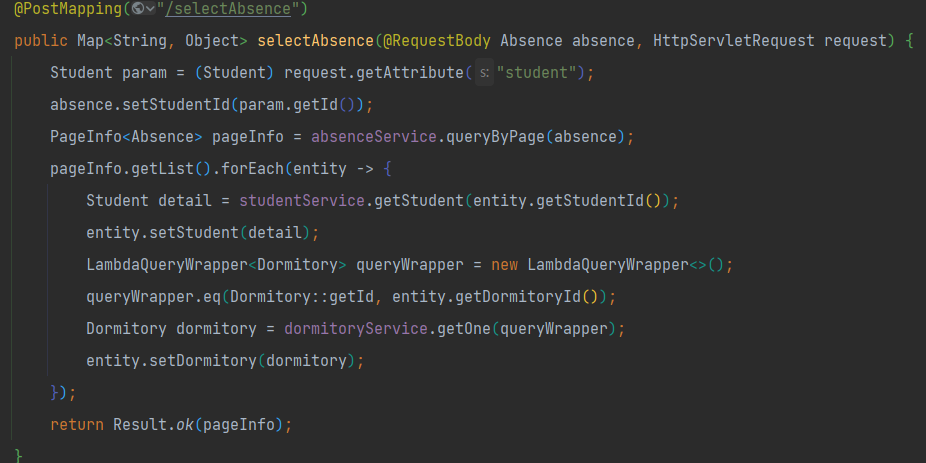 @PostMapping("/selectAbsence")
public Map<String, Object> selectAbsence(@RequestBody Absence absence, HttpServletRequest request) {
    Student param = (Student) request.getAttribute( s: "student");
    absence.setStudentId(param.getId());
    PageInfo<Absence> pageInfo = absenceService.queryByPage(absence);
    pageInfo.getList().forEach(entity -> {
        Student detail = studentService.getStudent(entity.getStudentId());
        entity.setStudent(detail);
        LambdaQueryWrapper<Dormitory> queryWrapper = new LambdaQueryWrapper<>();
        queryWrapper.eq(Dormitory::getId, entity.getDormitoryId());
        Dormitory dormitory = dormitoryService.getOne(queryWrapper);
        entity.setDormitory(dormitory);
    });
    return Result.ok(pageInfo);
}